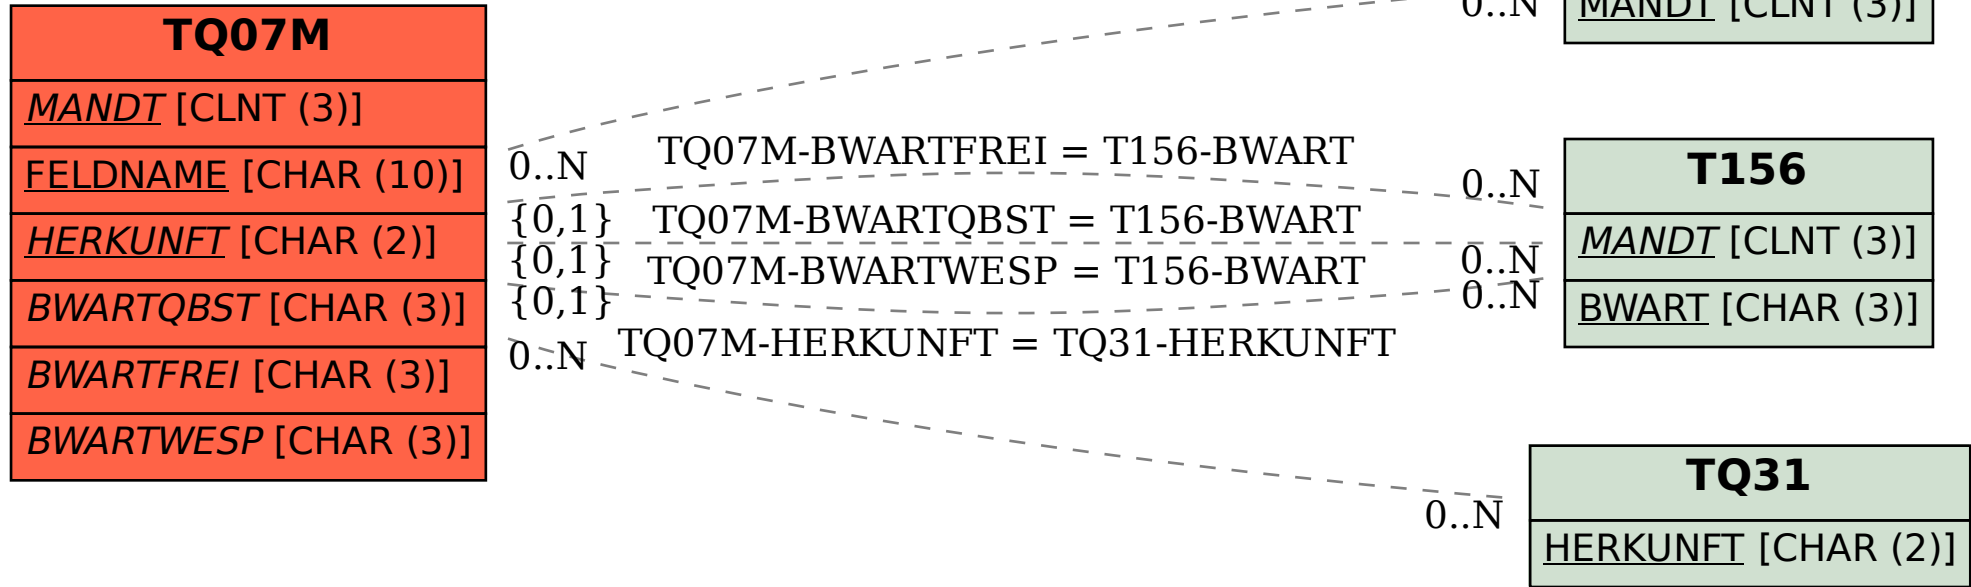 TQ07M
MANDT [CLNT (3)]
FELDNAME [CHAR (10)]
HERKUNFT [CHAR (2)]
BWARTQBST [CHAR (3)]
BWARTFREI [CHAR (3)]
BWARTWESP [CHAR (3)]
0..N
MANDT [CLNT (3)]
0..N
TQ07M-BWARTFREI = T156-BWART
0..N
{0,1}
TQ07M-BWARTQBST = T156-BWART
0..N
{0,1}
TQ07M-BWARTWESP = T156-BWART
0..N
{0,1}
TQ07M-HERKUNFT = TQ31-HERKUNFT
0..N
0..N
T156
MANDT [CLNT (3)]
BWART [CHAR (3)]
TQ31
HERKUNFT [CHAR (2)]